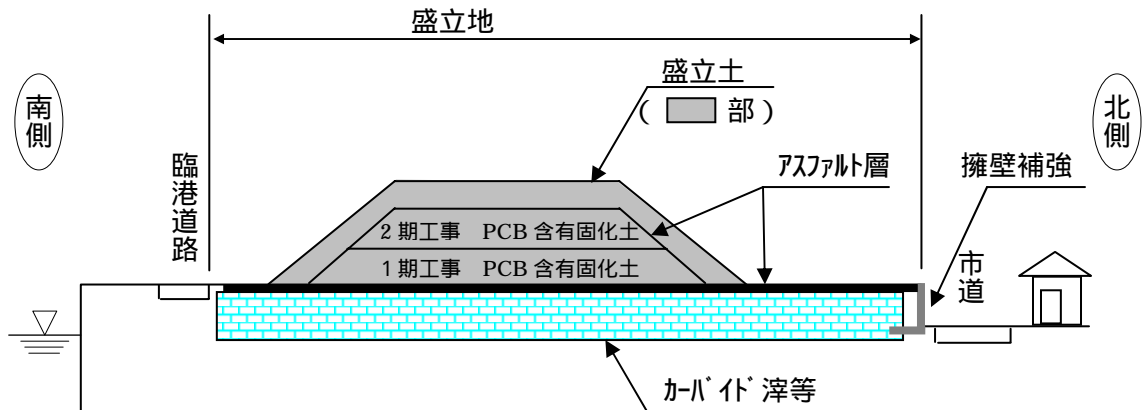 盛立地
盛立土
( 部 )
南側
北側
臨港道路
アスファルト層
擁壁補強
2 期工事 PCB 含有固化土
1 期工事 PCB 含有固化土
市道
カーバイド滓等